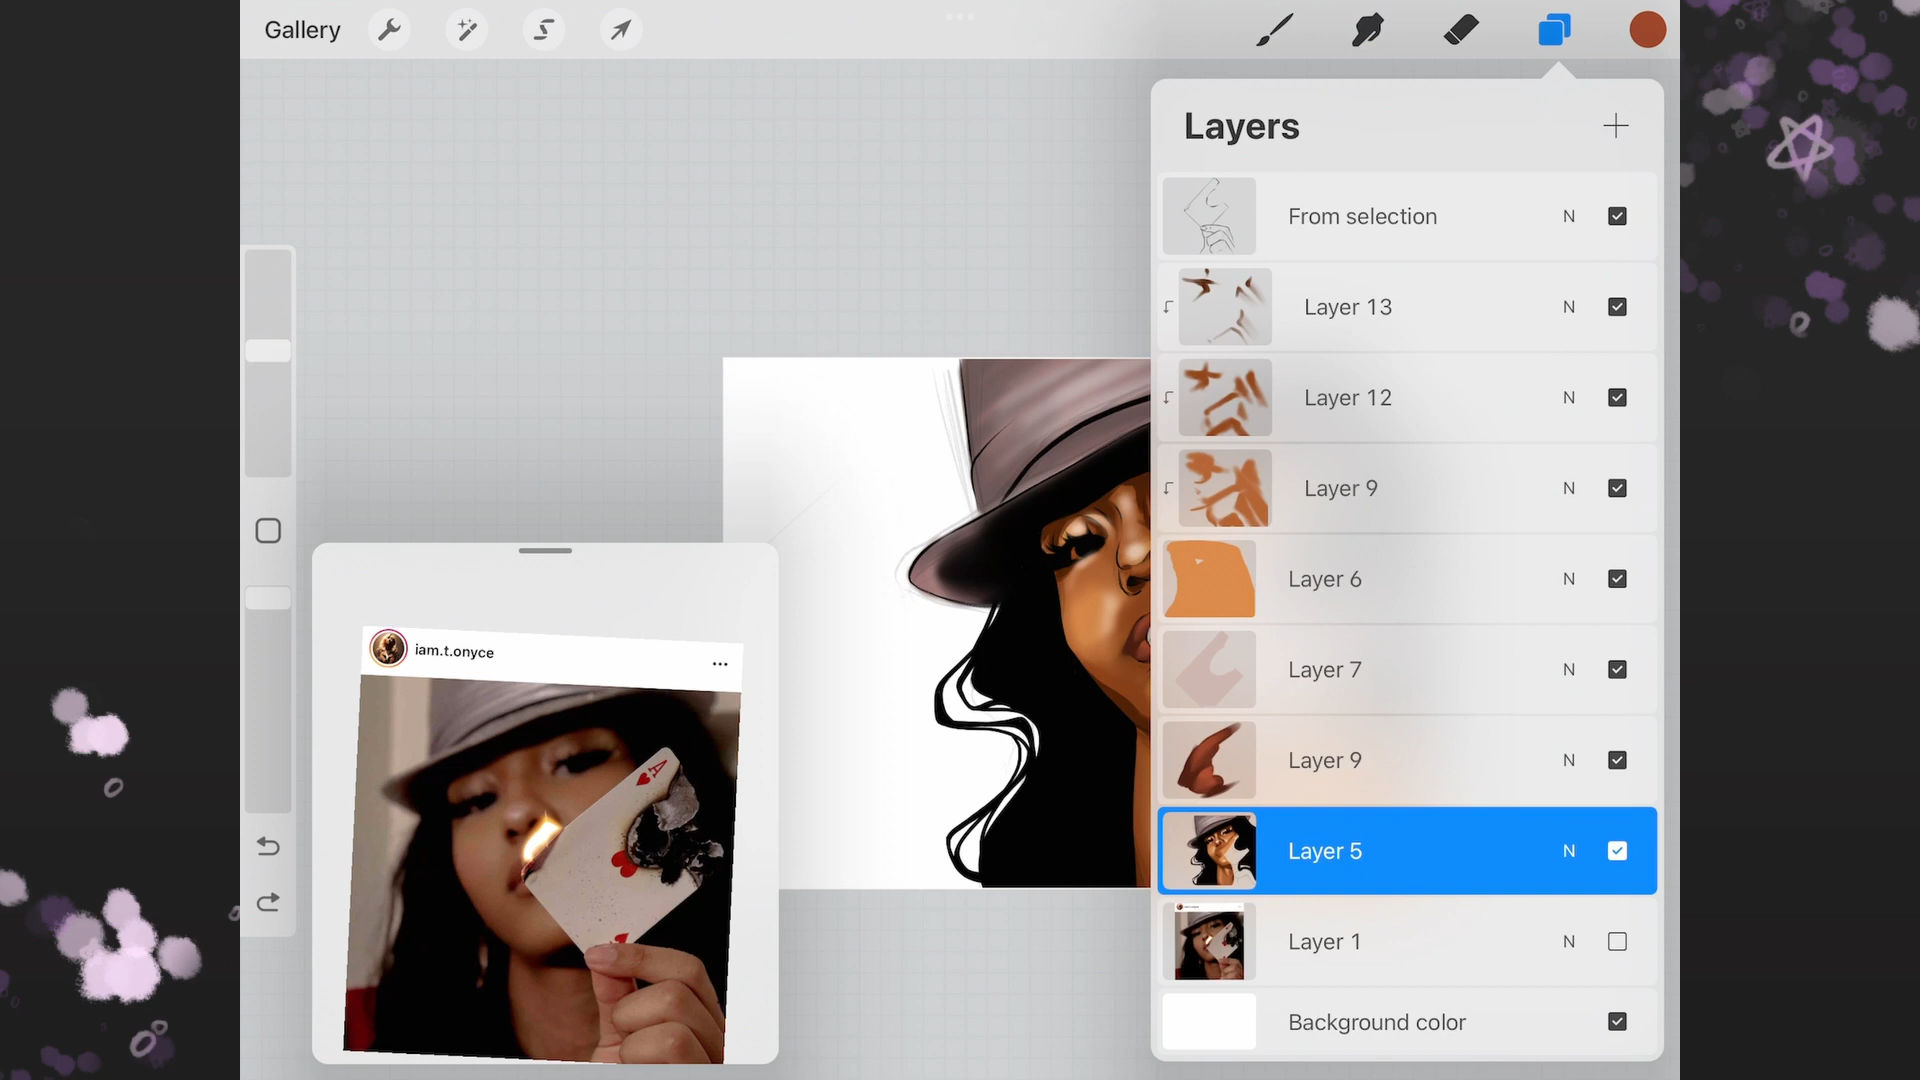 Gallery
Layers
From selection N
Layer 13 N
Layer 12 N
Layer 9 N
Layer 6 N
Layer 7 N
Layer 9 N
Layer 5 N
Layer 1 N
Background color
iam.t.onyce
A